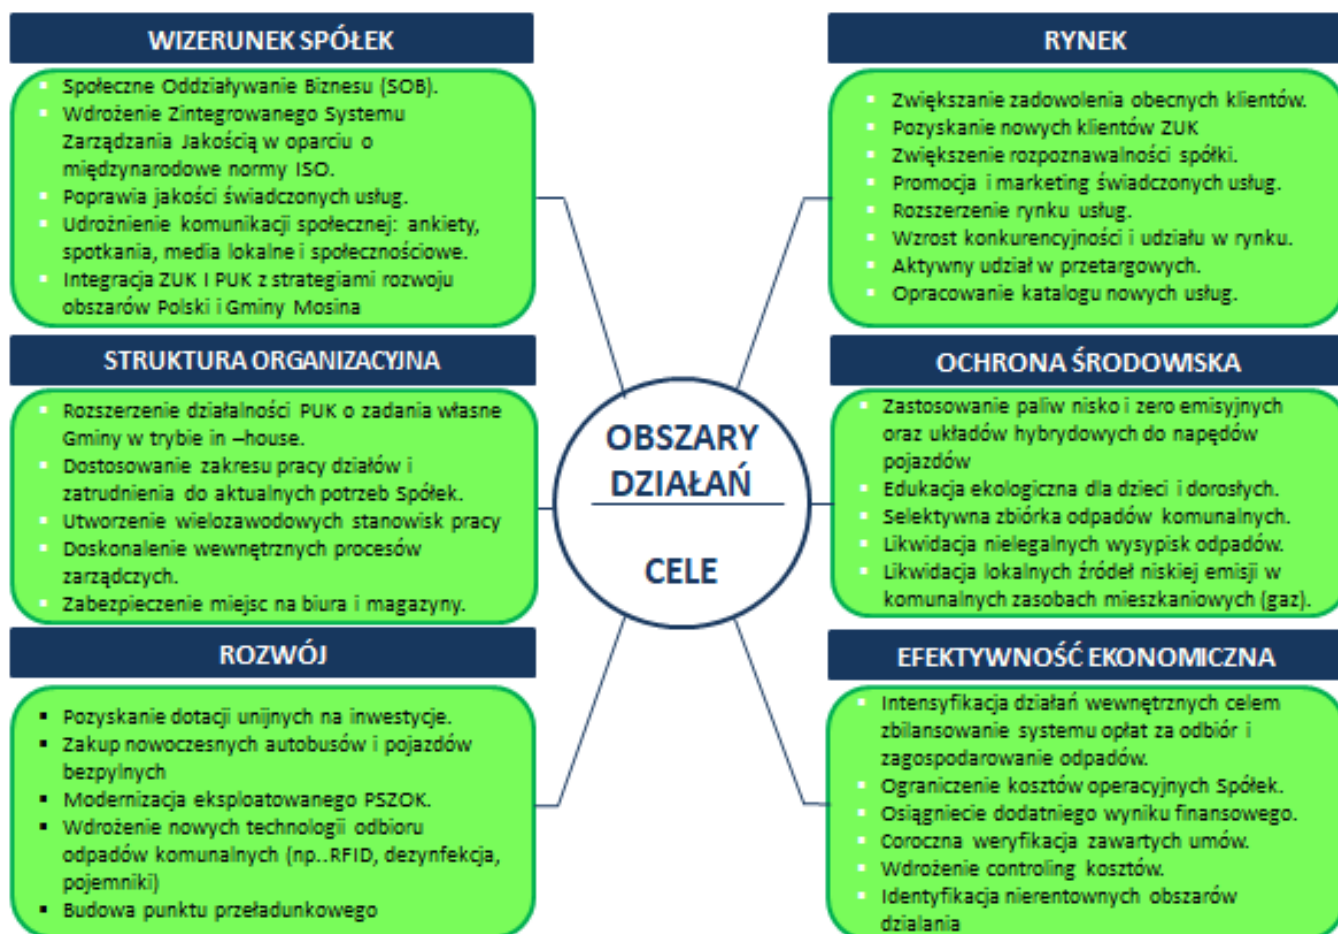 WIZERUNEK SPÓŁEK
Społeczne Oddziaływanie Biznesu (SOB).
Wdrożenie Zintegrowanego Systemu
Zarządzania Jakością w oparciu o
międzynarodowe normy ISO.
Poprawia jakości świadczonych usług.
Udrożnienie komunikacji społecznej: ankiety,
spotkania, media lokalne i społecznościowe.
Integracja ZUK I PUK z strategiami rozwoju
obszarów Polski i Gminy Mosina
STRUKTURA ORGANIZACYJNA
Rozszerzenie działalności PUK o zadania własne
Gminy w trybie in –house.
Dostosowanie zakresu pracy działów i
zatrudnienia do aktualnych potrzeb Spółek.
Utworzenie wielozawodowych stanowisk pracy
Doskonalenie wewnętrznych procesów
zarządczych.
Zabezpieczenie miejsc na biura i magazyny.
ROZWÓJ
Pozyskanie dotacji unijnych na inwestycje.
Zakup nowoczesnych autobusów i pojazdów
bezpylnych
Modernizacja eksploatowanego PSZOK.
Wdrożenie nowych technologii odbioru
odpadów komunalnych (np..RFID, dezynfekcja,
pojemniki)
Budowa punktu przeładunkowego
OBSZARY
DZIAŁAŃ
CELE
RYNEK
Zwiększanie zadowolenia obecnych klientów.
Pozyskanie nowych klientów ZUK
Zwiększenie rozpoznawalności spółki.
Promocja i marketing świadczonych usług.
Rozszerzenie rynku usług.
Wzrost konkurencyjności i udziału w rynku.
Aktywny udział w przetargowych.
Opracowanie katalogu nowych usług.
OCHRONA ŚRODOWISKA
Zastosowanie paliw nisko i zero emisyjnych
oraz układów hybrydowych do napędów
pojazdów
Edukacja ekologiczna dla dzieci i dorosłych.
Selektywna zbiórka odpadów komunalnych.
Likwidacja nielegalnych wysypisk odpadów.
Likwidacja lokalnych źródeł niskiej emisji w
komunalnych zasobach mieszkaniowych (gaz).
EFEKTYWNOŚĆ EKONOMICZNA
Intensyfikacja działań wewnętrznych celem
zbilansowanie systemu opłat za odbiór i
zagospodarowanie odpadów.
Ograniczenie kosztów operacyjnych Spółek.
Osiągniecie dodatniego wyniku finansowego.
Coroczna weryfikacja zawartych umów.
Wdrożenie controling kosztów.
Identyfikacja nierentownych obszarów
dzialania